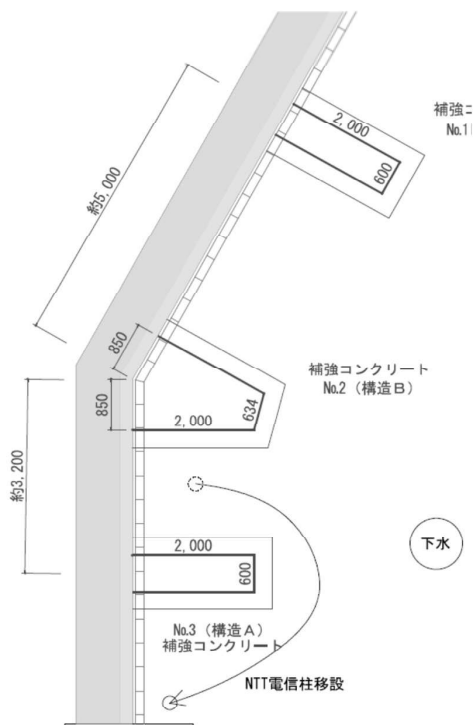 補強コ
No.1
2,000
600
約5,000
850
補強コンクリート
No.2（構造B）
850
634
2,000
約3,200
下水
2,000
600
No.3（構造A）
補強コンクリート
NTT電信柱移設